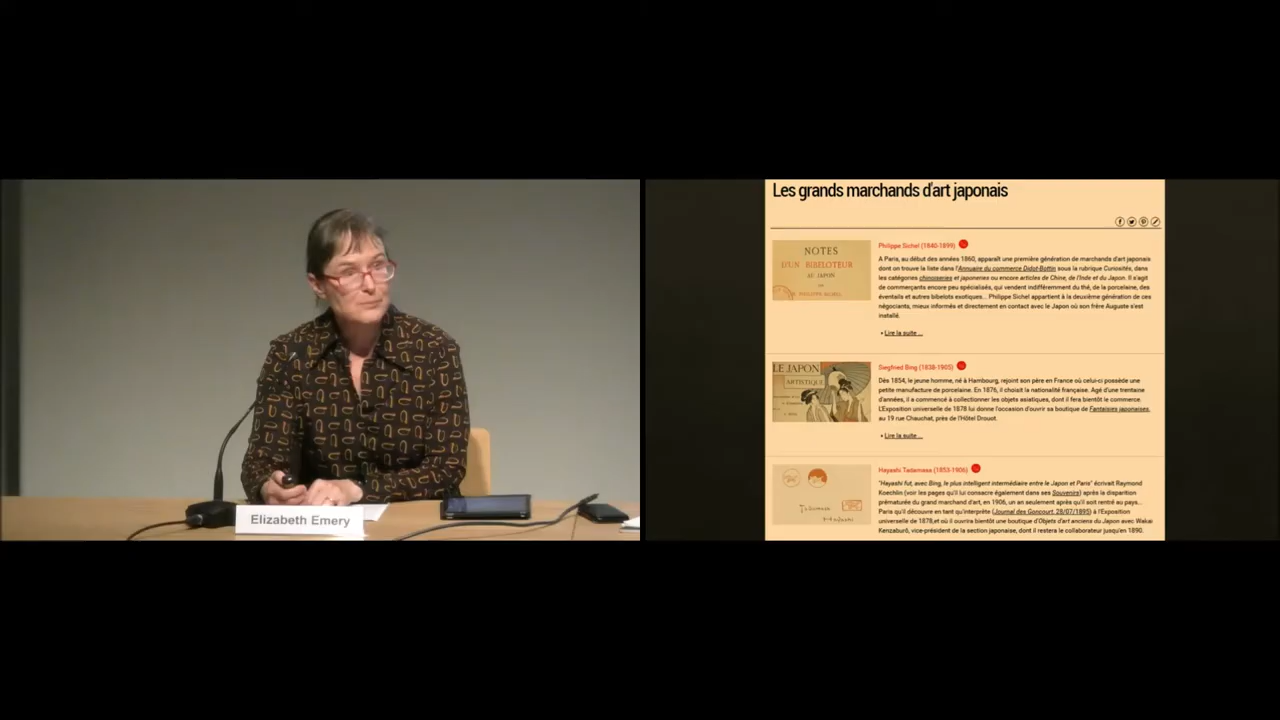 Elizabeth Emery
Les grands marchands d'art japonais
NOTES
D'UN BIBELOTEUR
AU JAPON
PAR
PHILIPPE SICHEL
Philippe Sichel (1840-1899)
A Paris, au début des années 1860, apparaît une première génération de marchands d'art japonais
dont on trouve la liste dans l'Annuaire du commerce Didot-Bottin sous la rubrique Curiosités, dans
les catégories chinoiseries et japoneries ou encore articles de Chine, de l'Inde et du Japon. Il s'agit
de commerçants encore peu spécialisés, qui vendent indifféremment du thé, de la porcelaine, des
éventails et autres bibelots exotiques... Philippe Sichel appartient à la deuxième génération de ces
négociants, mieux informés et directement en contact avec le Japon où son frère Auguste s'est
installé.
• Lire la suite ...
LE JAPON
ARTISTIQUE
Siegfried Bing (1838-1905)
Dès 1854, le jeune homme, né à Hambourg, rejoint son père en France où celui-ci possède une
petite manufacture de porcelaine. En 1876, il choisit la nationalité française. Agé d'une trentaine
d'années, il a commencé à collectionner les objets asiatiques, dont il fera bientôt le commerce.
L'Exposition universelle de 1878 lui donne l'occasion d'ouvrir sa boutique de Fantaisies japonaises,
au 19 rue Chauchat, près de l'Hôtel Drouot.
• Lire la suite ...
Tadamasa
Hayashi
Hayashi Tadamasa (1853-1906)
"Hayashi fut, avec Bing, le plus intelligent intermédiaire entre le Japon et Paris" écrivait Raymond
Koechlin (voir les pages qu'il lui consacre également dans ses Souvenirs) après la disparition
prématurée du grand marchand d'art, en 1906, un an seulement après qu'il soit rentré au pays...
Paris qu'il découvre en tant qu'interprète (Journal des Goncourt, 28/07/1895) à l'Exposition
universelle de 1878,et où il ouvrira bientôt une boutique d'Objets d'art anciens du Japon avec Wakai
Kenzaburô, vice-président de la section japonaise, dont il restera le collaborateur jusqu'en 1890.